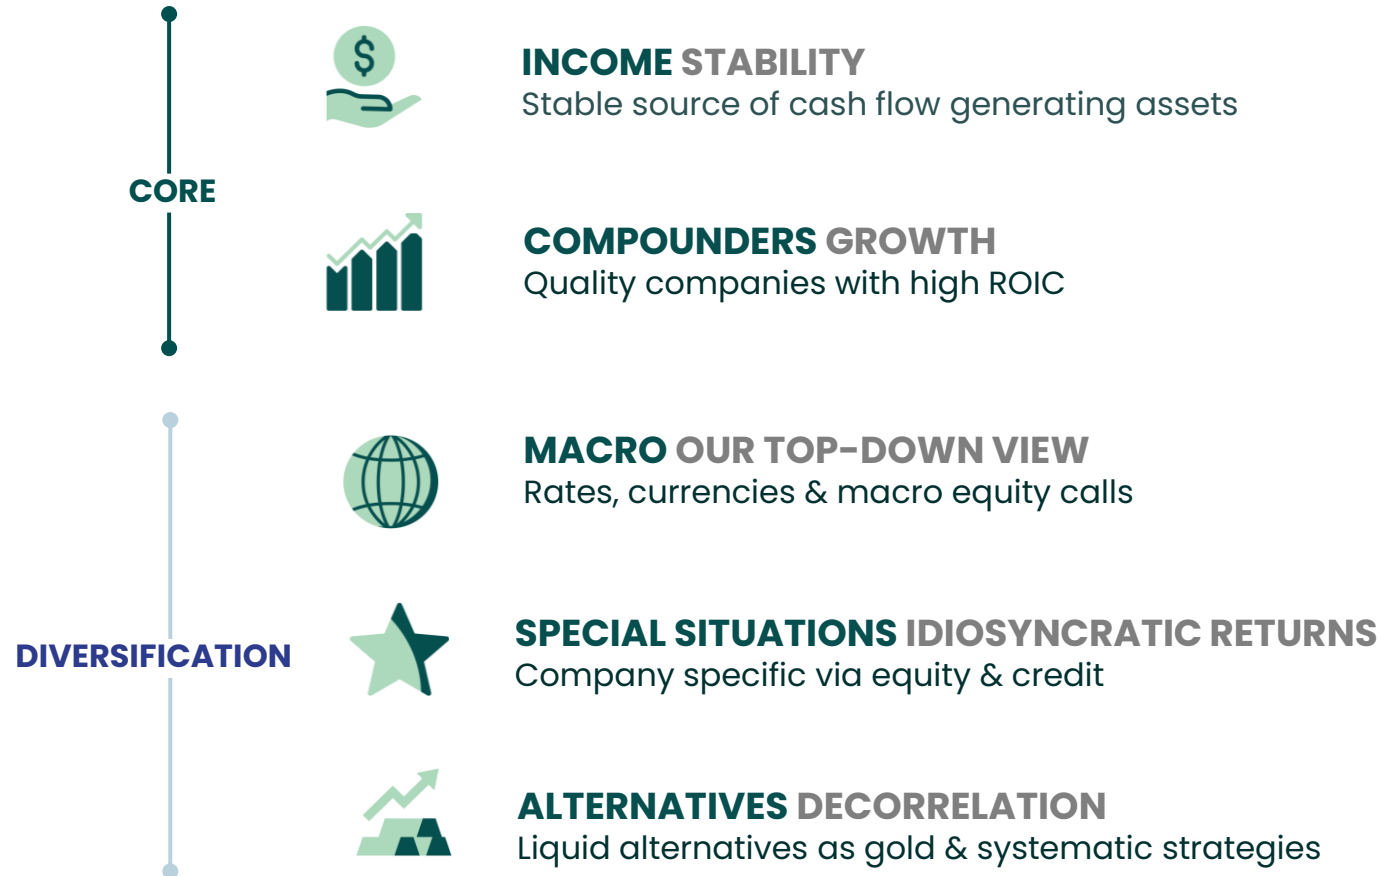 $
INCOME STABILITY
Stable source of cash flow generating assets
CORE
COMPOUNDERS GROWTH
Quality companies with high ROIC
MACRO OUR TOP-DOWN VIEW
Rates, currencies & macro equity calls
SPECIAL SITUATIONS IDIOSYNCRATIC RETURNS
DIVERSIFICATION
Company specific via equity & credit
ALTERNATIVES DECORRELATION
Liquid alternatives as gold & systematic strategies